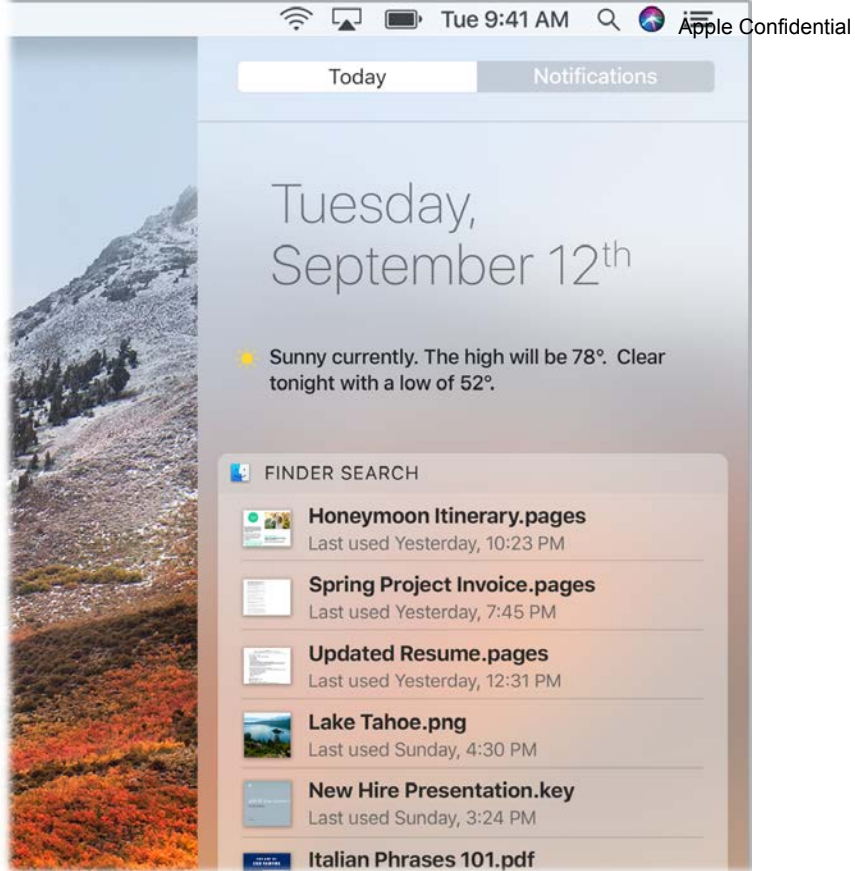 Tue 9:41 AM
Apple Confidential
Today
Notifications
Tuesday,
September 12th
Sunny currently. The high will be 78°. Clear
tonight with a low of 52°.
FINDER SEARCH
Honeymoon Itinerary.pages
Last used Yesterday, 10:23 PM
Spring Project Invoice.pages
Last used Yesterday, 7:45 PM
Updated Resume.pages
Last used Yesterday, 12:31 PM
Lake Tahoe.png
Last used Sunday, 4:30 PM
New Hire Presentation.key
Last used Sunday, 3:24 PM
Italian Phrases 101.pdf